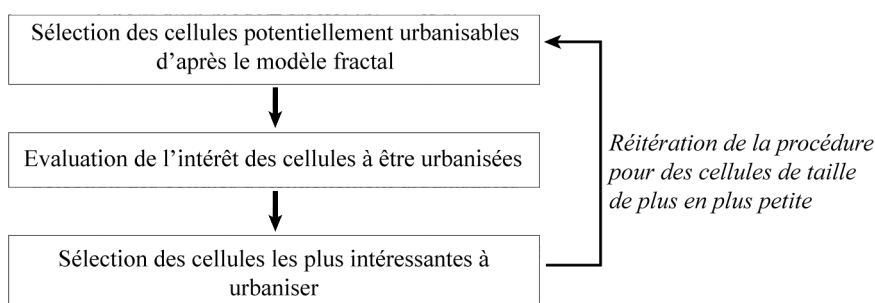 Sélection des cellules potentiellement urbanisables
d'après le modèle fractal
Evaluation de l'intérêt des cellules à être urbanisées
Réitération de la procédure
pour des cellules de taille
de plus en plus petite
Sélection des cellules les plus intéressantes à
urbaniser